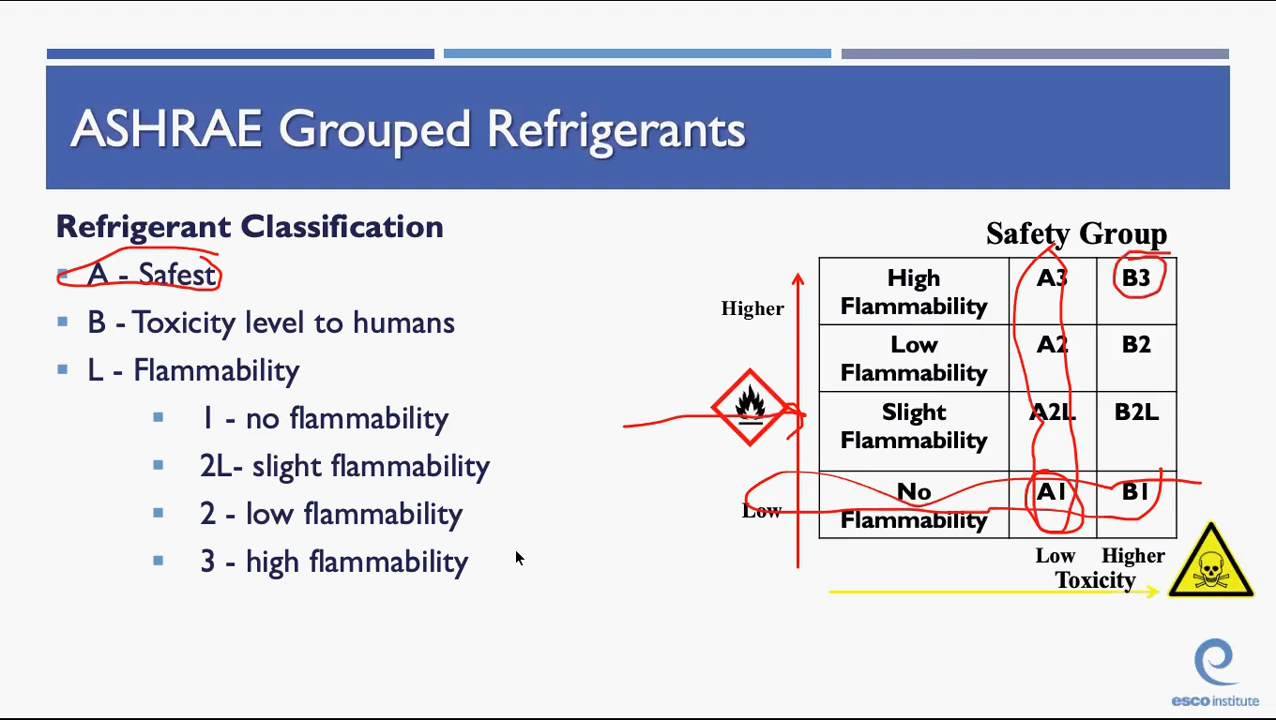 ASHRAE Grouped Refrigerants
Refrigerant Classification
A - Safest
B - Toxicity level to humans
L - Flammability
1 - no flammability
2L- slight flammability
2 - low flammability
3 - high flammability
Safety Group
Higher
Low
High Flammability A3 B3
Low Flammability A2 B2
Slight Flammability A2L B2L
No Flammability A1 B1
Low Higher
Toxicity
esco institute